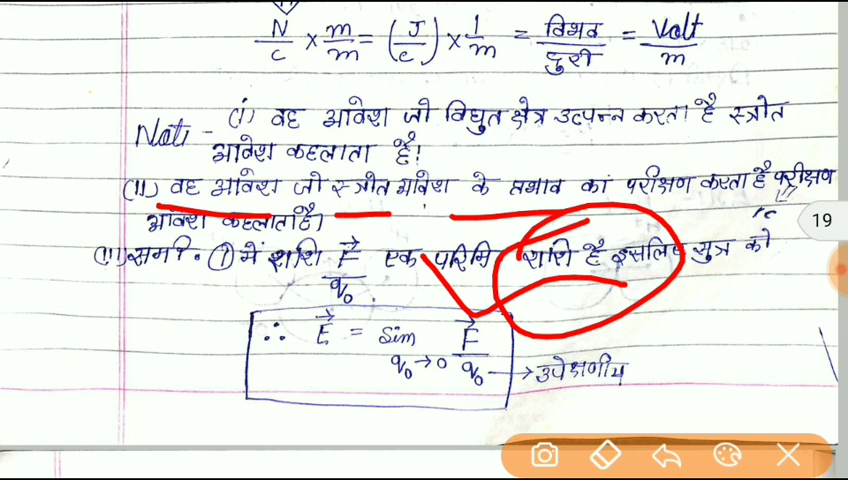 N/c × m/m = (J/c) × 1/m = विभव/दुरी = Volt/m
Note - (i) वह आवेश जो विद्युत क्षेत्र उत्पन्न करता है स्त्रोत
आवेश कहलाता है!
(II) वह आवेश जो स्त्रोत आवेश के प्रभाव का परीक्षण करता है परीक्षण
आवेश कहलाता है।
19
(III) समी. ① में राशि F⃗/q₀ एक परिमि राशि है इसलिए सुत्र को
∴ E⃗ = lim q₀→0 F⃗/q₀ → उपेक्षणीय